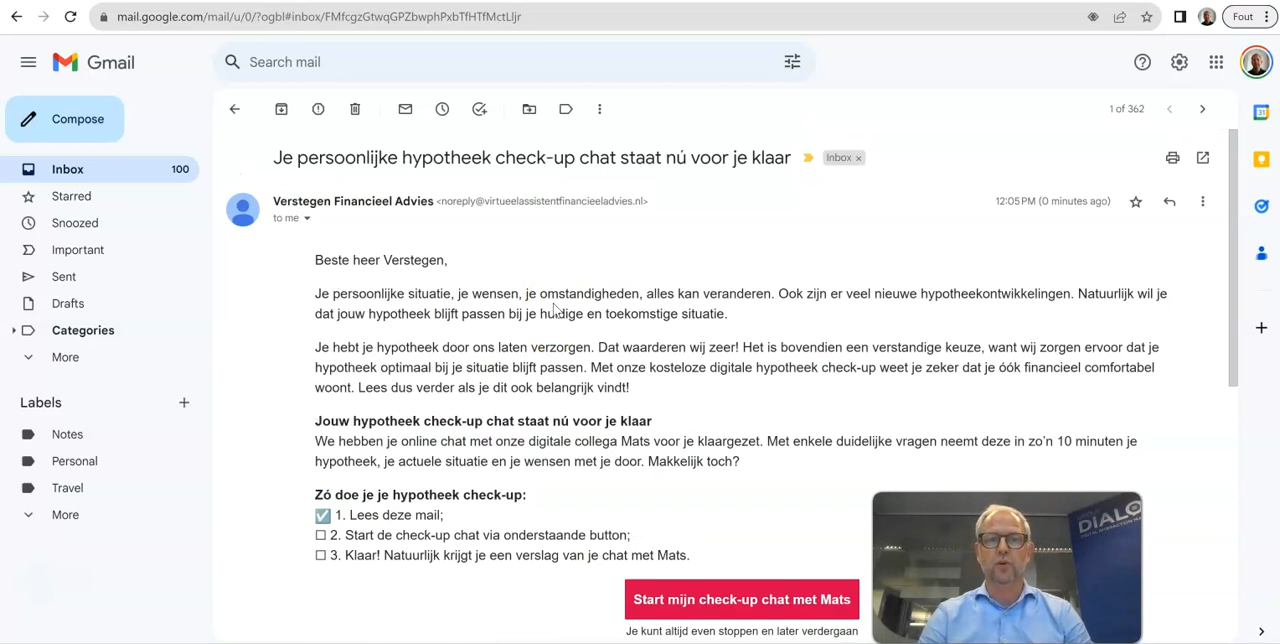 mail.google.com/mail/u/0/?ogbl#inbox/FMfcgzGtwqGPZbwphPxbTfHTfMctLljr
Fout
Gmail
Search mail
Compose
1 of 362
Inbox 100
Starred
Snoozed
Important
Sent
Drafts
Categories
More
Labels
Notes
Personal
Travel
More
Je persoonlijke hypotheek check-up chat staat nú voor je klaar
Inbox ×
Verstegen Financieel Advies <noreply@virtueelassistentfinancieeladvies.nl>
12:05 PM (0 minutes ago)
to me
Beste heer Verstegen,
Je persoonlijke situatie, je wensen, je omstandigheden, alles kan veranderen. Ook zijn er veel nieuwe hypotheekontwikkelingen. Natuurlijk wil je
dat jouw hypotheek blijft passen bij je huidige en toekomstige situatie.
Je hebt je hypotheek door ons laten verzorgen. Dat waarderen wij zeer! Het is bovendien een verstandige keuze, want wij zorgen ervoor dat je
hypotheek optimaal bij je situatie blijft passen. Met onze kosteloze digitale hypotheek check-up weet je zeker dat je óók financieel comfortabel
woont. Lees dus verder als je dit ook belangrijk vindt!
Jouw hypotheek check-up chat staat nú voor je klaar
We hebben je online chat met onze digitale collega Mats voor je klaargezet. Met enkele duidelijke vragen neemt deze in zo'n 10 minuten je
hypotheek, je actuele situatie en je wensen met je door. Makkelijk toch?
Zó doe je je hypotheek check-up:
☑ 1. Lees deze mail;
☐ 2. Start de check-up chat via onderstaande button;
☐ 3. Klaar! Natuurlijk krijgt je een verslag van je chat met Mats.
Start mijn check-up chat met Mats
Je kunt altijd even stoppen en later verdergaan
DIALO